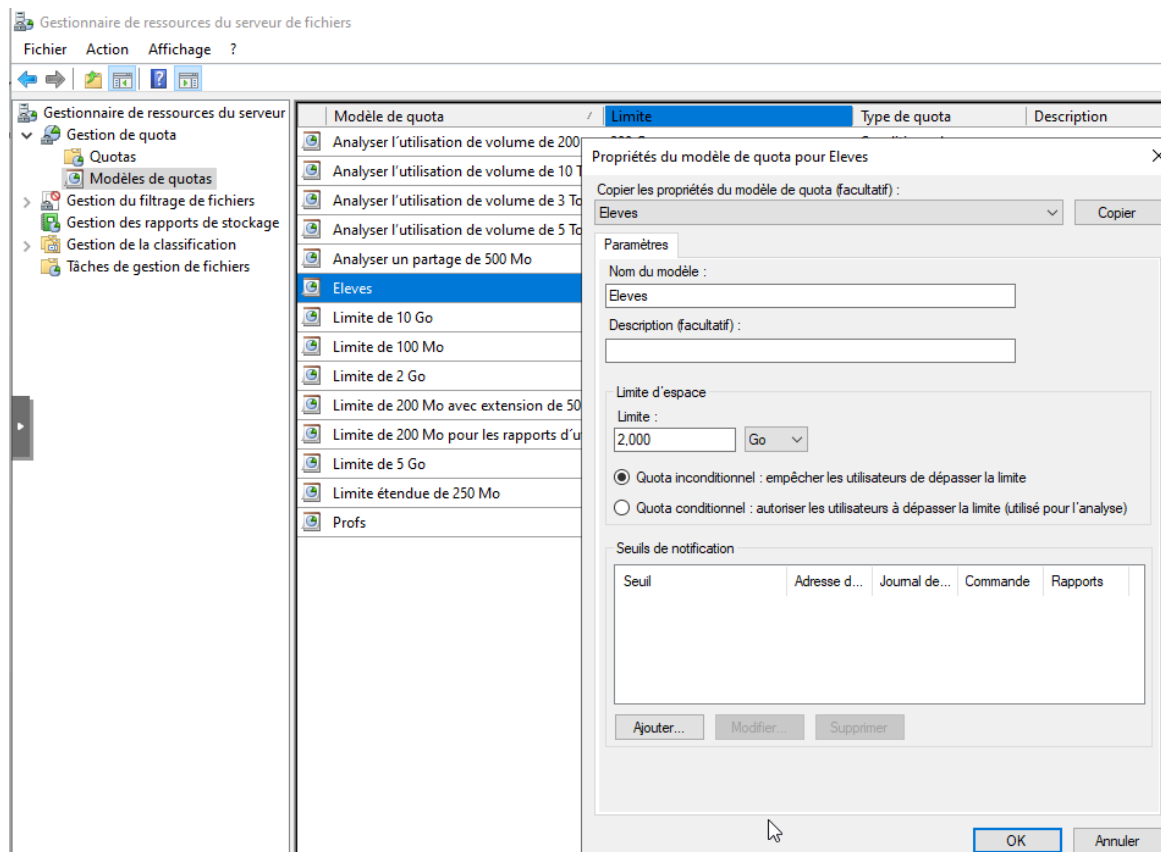 Gestionnaire de ressources du serveur de fichiers
Fichier Action Affichage ?
Gestionnaire de ressources du serveur
Gestion de quota
Quotas
Modèles de quotas
Gestion du filtrage de fichiers
Gestion des rapports de stockage
Gestion de la classification
Tâches de gestion de fichiers
Modèle de quota Limite Type de quota Description
Analyser l´utilisation de volume de 200
Analyser l´utilisation de volume de 10 T
Analyser l´utilisation de volume de 3 To
Analyser l´utilisation de volume de 5 To
Analyser un partage de 500 Mo
Eleves
Limite de 10 Go
Limite de 100 Mo
Limite de 2 Go
Limite de 200 Mo avec extension de 50
Limite de 200 Mo pour les rapports d´u
Limite de 5 Go
Limite étendue de 250 Mo
Profs
Propriétés du modèle de quota pour Eleves
Copier les propriétés du modèle de quota (facultatif) :
Eleves Copier
Paramètres
Nom du modèle :
Eleves
Description (facultatif) :
Limite d´espace
Limite :
2,000 Go
Quota inconditionnel : empêcher les utilisateurs de dépasser la limite
Quota conditionnel : autoriser les utilisateurs à dépasser la limite (utilisé pour l´analyse)
Seuils de notification
Seuil Adresse d... Journal de... Commande Rapports
Ajouter... Modifier... Supprimer
OK Annuler